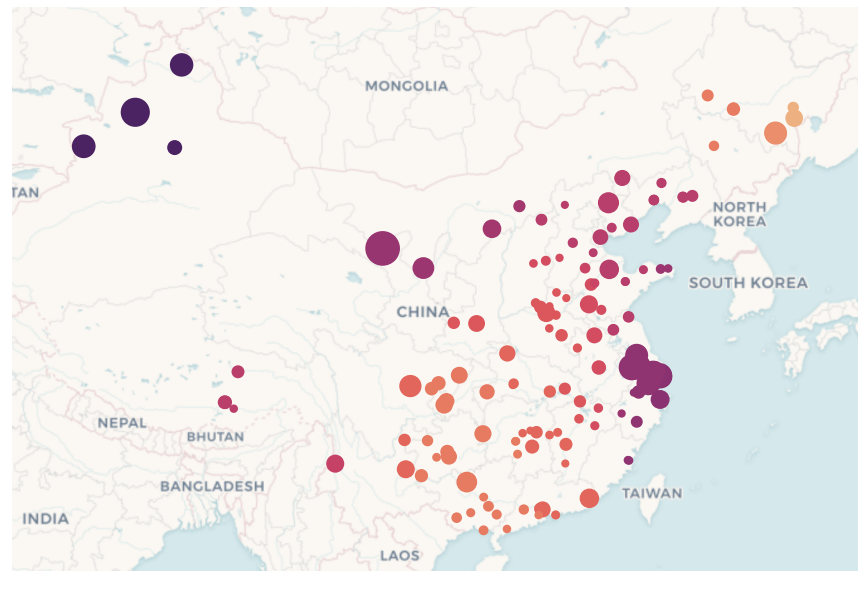 MONGOLIA
TAN
NORTH
KOREA
SOUTH KOREA
CHINA
NEPAL
BHUTAN
BANGLADESH
TAIWAN
INDIA
LAOS